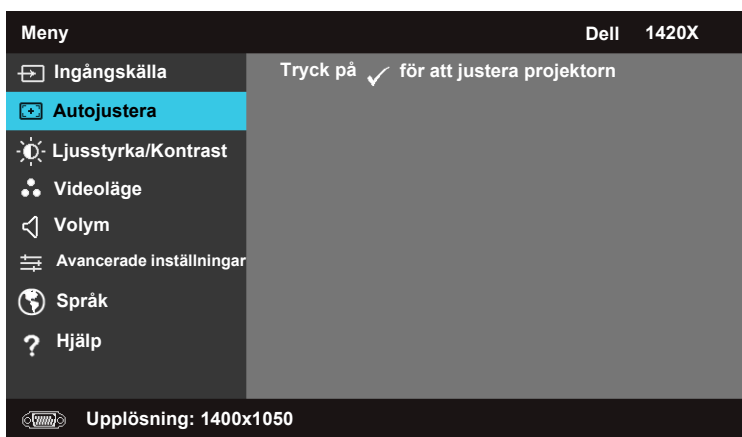 Meny
Dell 1420X
Ingångskälla
Tryck på ✓ för att justera projektorn
Autojustera
Ljusstyrka/Kontrast
Videoläge
Volym
Avancerade inställningar
Språk
? Hjälp
Upplösning: 1400x1050